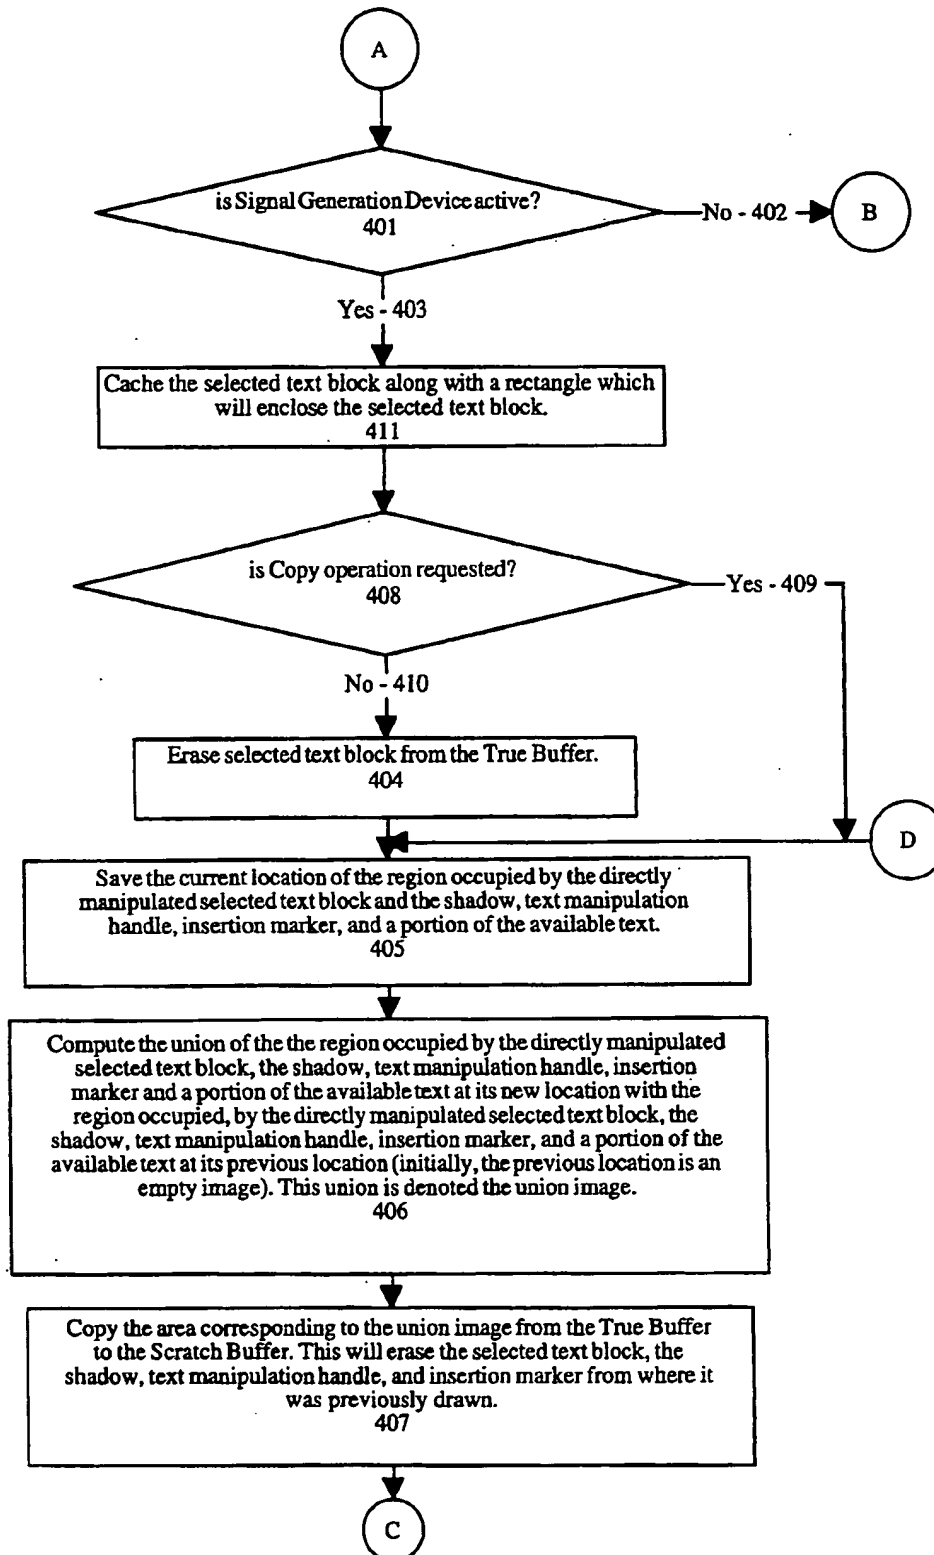 A
is Signal Generation Device active?
401
No - 402
B
Yes - 403
Cache the selected text block along with a rectangle which
will enclose the selected text block.
411
is Copy operation requested?
408
Yes - 409
No - 410
Erase selected text block from the True Buffer.
404
D
Save the current location of the region occupied by the directly
manipulated selected text block and the shadow, text manipulation
handle, insertion marker, and a portion of the available text.
405
Compute the union of the the region occupied by the directly manipulated
selected text block, the shadow, text manipulation handle, insertion
marker and a portion of the available text at its new location with the
region occupied, by the directly manipulated selected text block, the
shadow, text manipulation handle, insertion marker, and a portion of the
available text at its previous location (initially, the previous location is an
empty image). This union is denoted the union image.
406
Copy the area corresponding to the union image from the True Buffer
to the Scratch Buffer. This will erase the selected text block, the
shadow, text manipulation handle, and insertion marker from where it
was previously drawn.
407
C